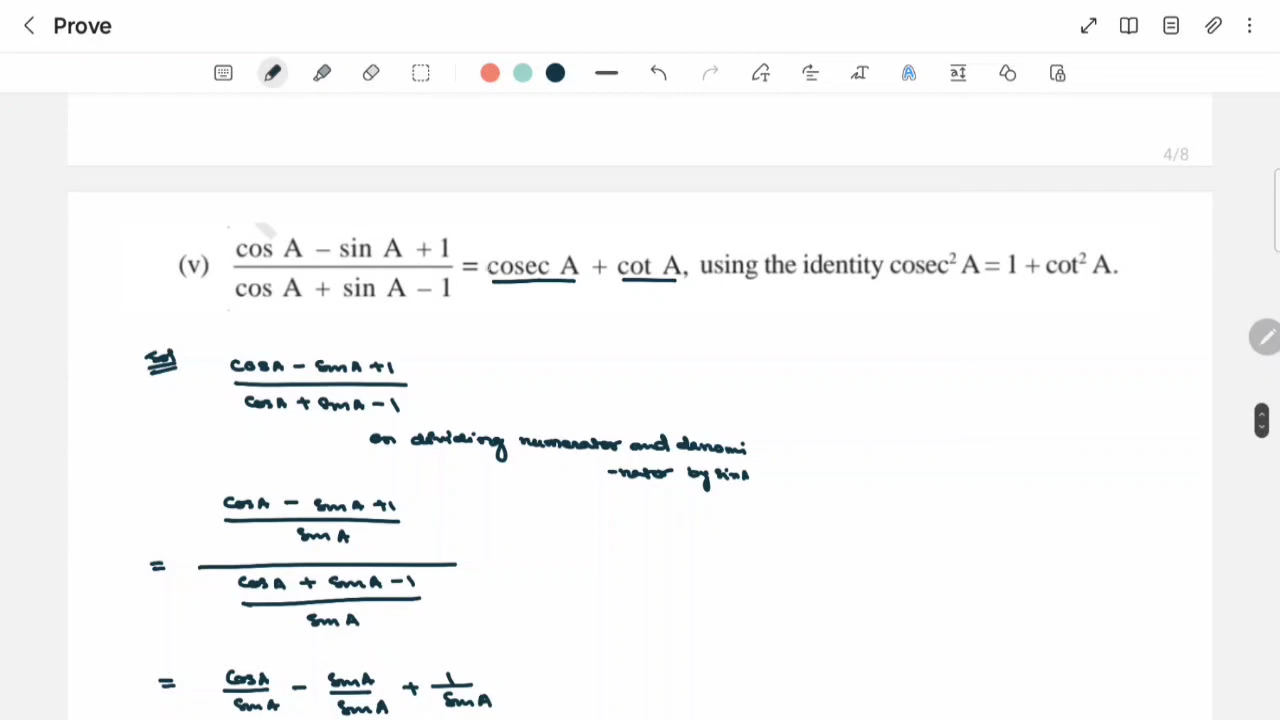 Prove
4/8
(v) cos A − sin A + 1 / cos A + sin A − 1 = cosec A + cot A, using the identity cosec² A = 1 + cot² A.
Sol
cosA − sinA + 1
cosA + sinA − 1
on dividing numerator and denomi
-nator by sinA
cosA − sinA + 1
sinA
=
cosA + sinA − 1
sinA
= cosA/sinA − sinA/sinA + 1/sinA